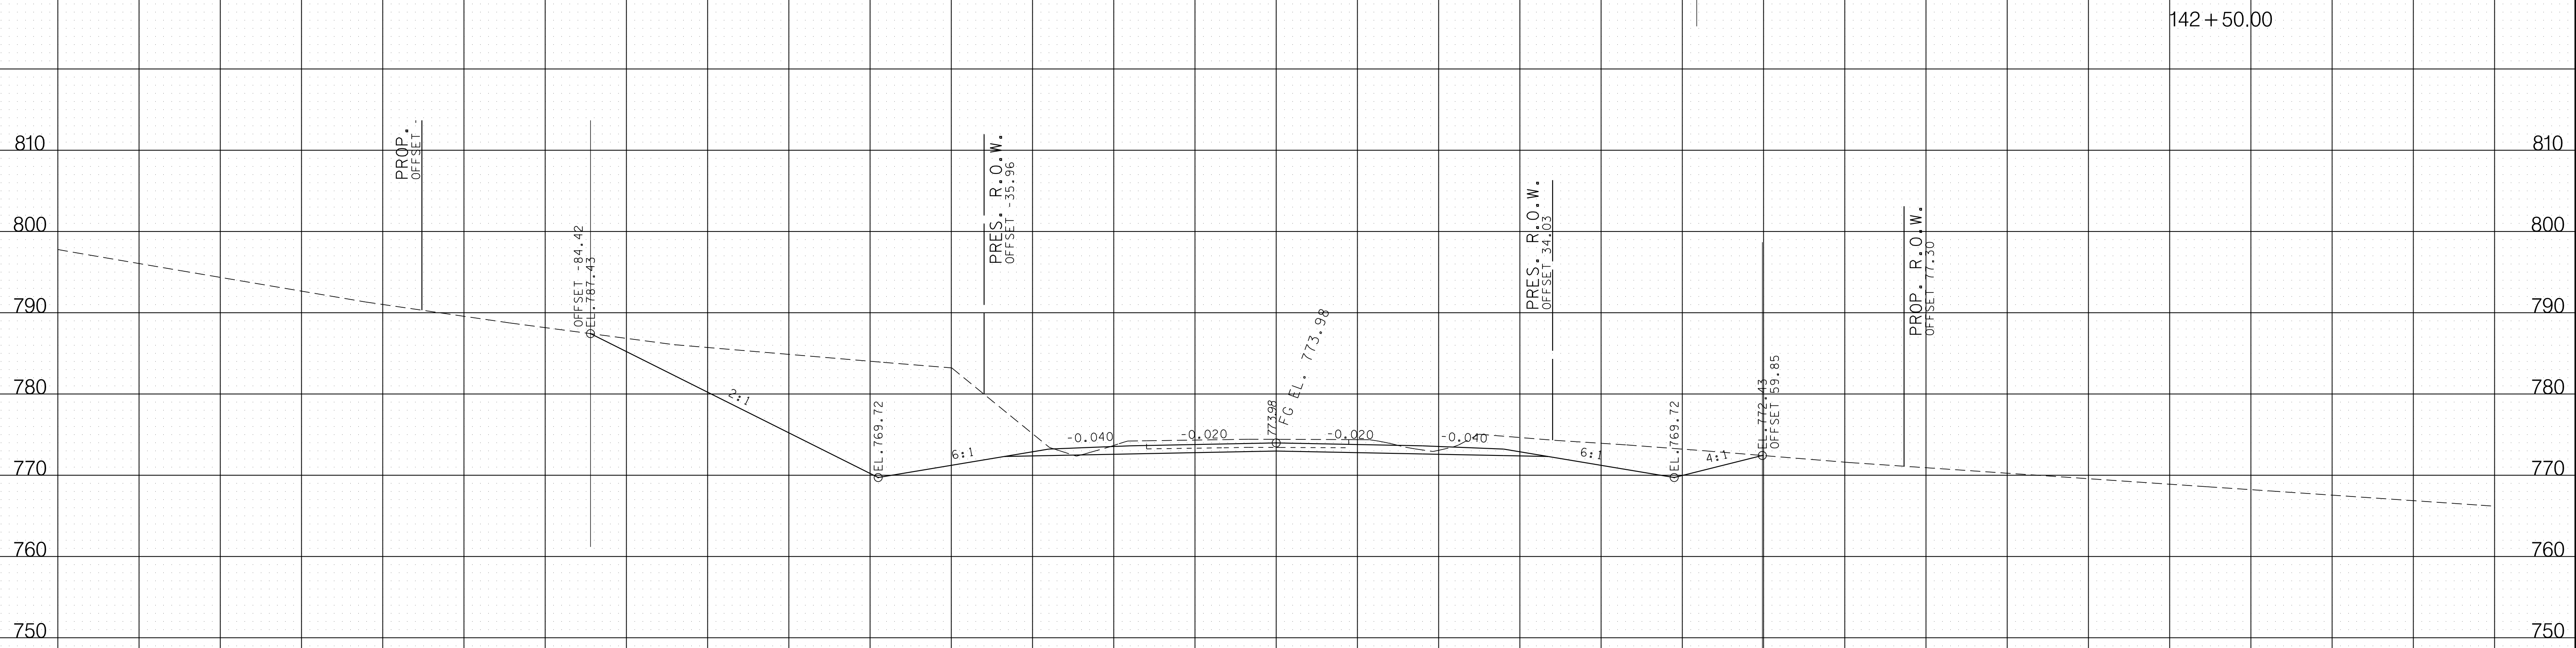 142+50.00
810
810
800
800
790
790
780
780
770
770
760
760
750
750
PROP.
OFFSET -
OFFSET -84.42
EL.787.43
2:1
EL.769.72
6:1
PRES. R.O.W.
OFFSET -35.96
-0.040
-0.020
773.98
FG EL. 773.98
-0.020
-0.040
PRES. R.O.W.
OFFSET 34.03
6:1
EL.769.72
4:1
EL.772.43
OFFSET 59.85
PROP. R.O.W.
OFFSET 77.30